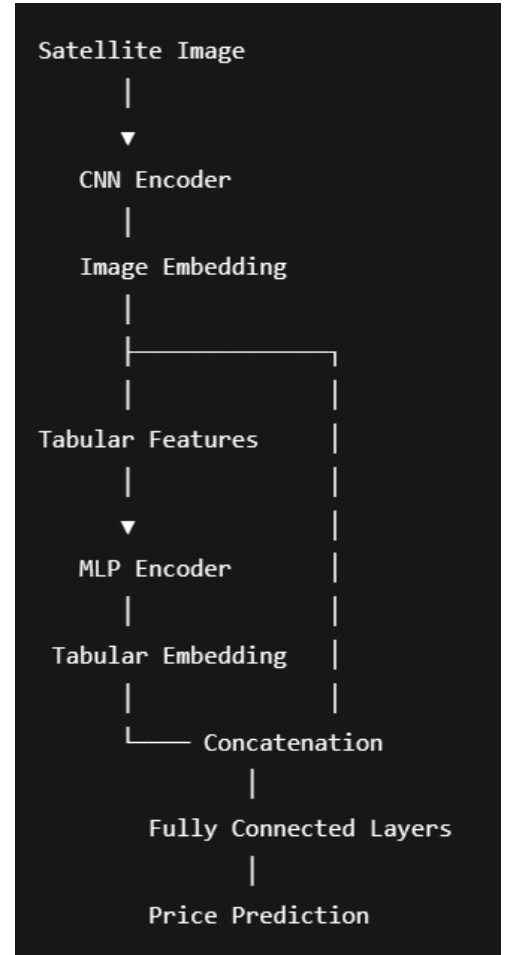 Satellite Image
CNN Encoder
Image Embedding
Tabular Features
MLP Encoder
Tabular Embedding
Concatenation
Fully Connected Layers
Price Prediction